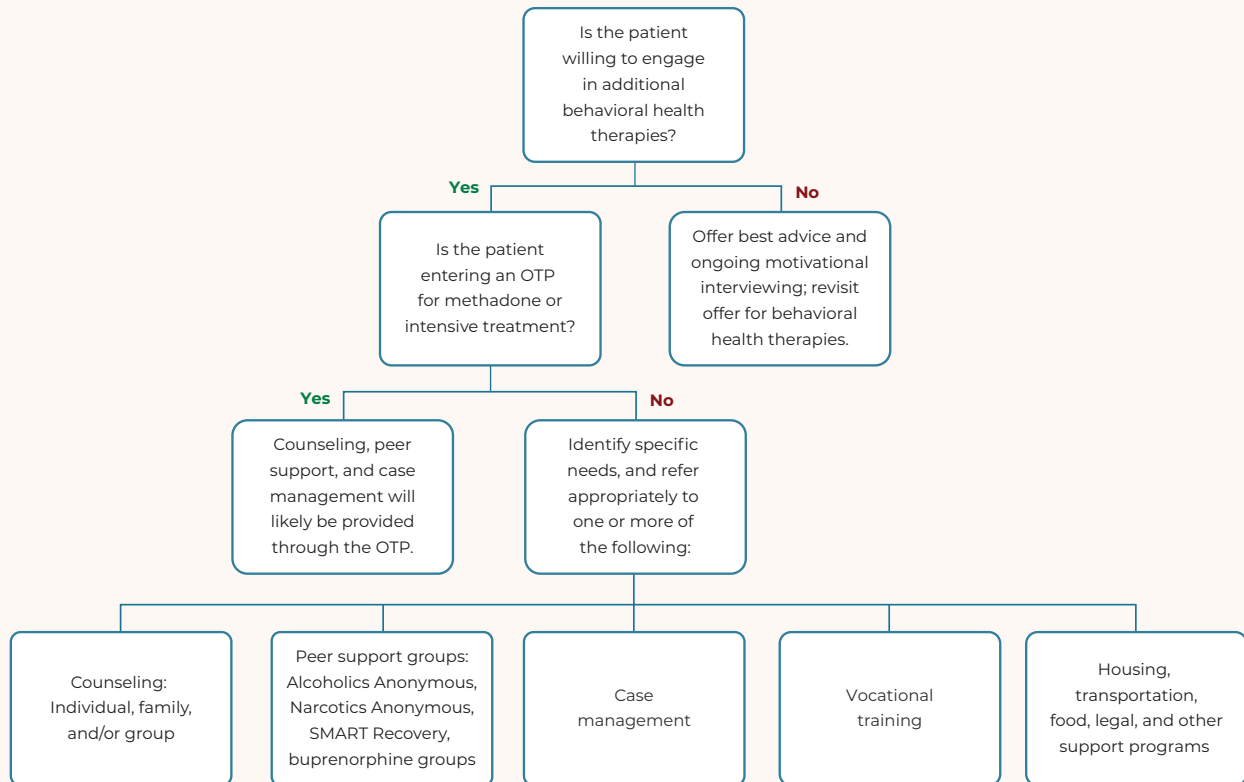 Is the patient
willing to engage
in additional
behavioral health
therapies?
Yes
No
Is the patient
entering an OTP
for methadone or
intensive treatment?
Offer best advice and
ongoing motivational
interviewing; revisit
offer for behavioral
health therapies.
Yes
No
Counseling, peer
support, and case
management will
likely be provided
through the OTP.
Identify specific
needs, and refer
appropriately to
one or more of
the following:
Counseling:
Individual, family,
and/or group
Peer support groups:
Alcoholics Anonymous,
Narcotics Anonymous,
SMART Recovery,
buprenorphine groups
Case
management
Vocational
training
Housing,
transportation,
food, legal, and other
support programs